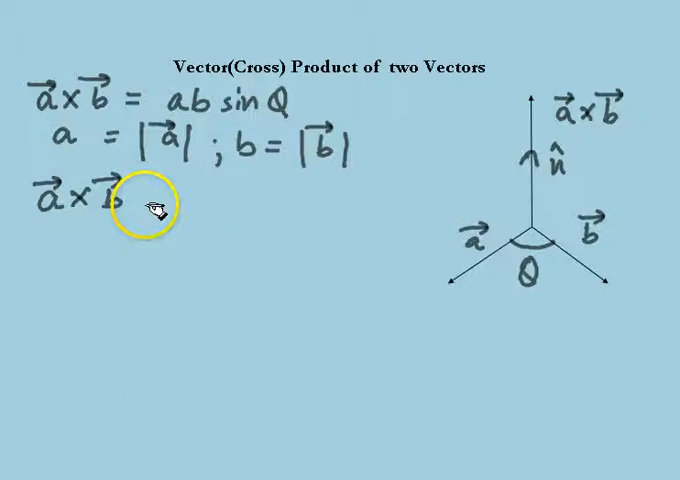 Vector(Cross) Product of two Vectors
a⃗ x b⃗ = ab sin θ
a = |a⃗| ; b = |b⃗|
a⃗ x b⃗
a⃗ x b⃗
n̂
a⃗
b⃗
θ